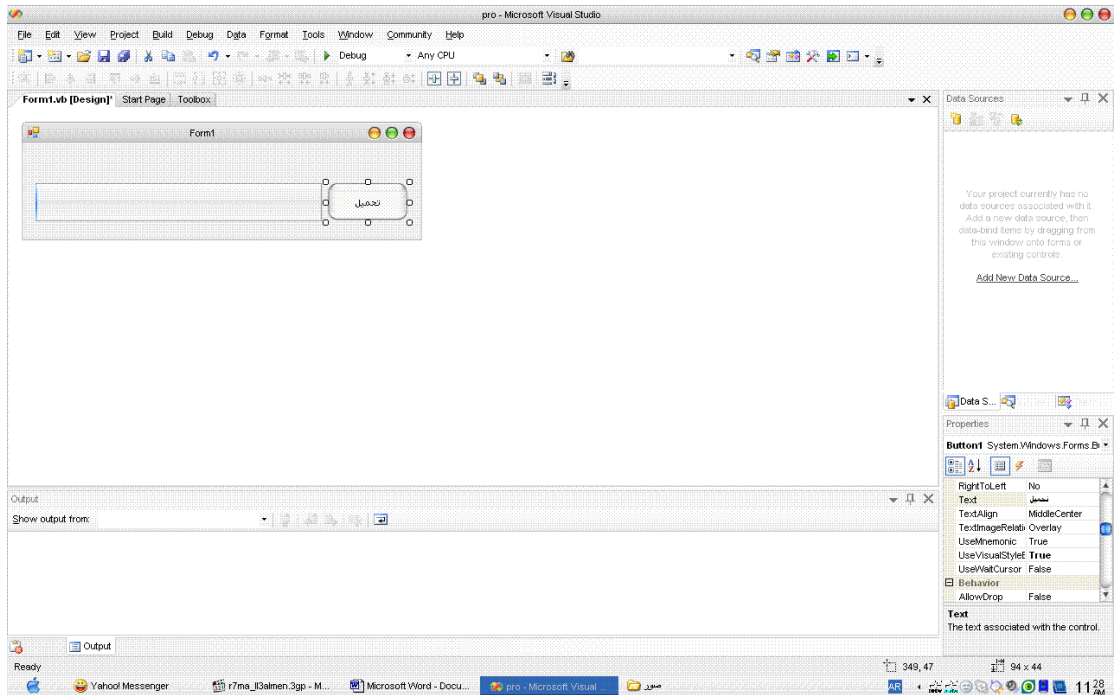 pro - Microsoft Visual Studio
File Edit View Project Build Debug Data Format Tools Window Community Help
Debug Any CPU
Form1.vb [Design]* Start Page Toolbox
Data Sources
Form1
تحميل
Your project currently has no
data sources associated with it.
Add a new data source, then
data-bind items by dragging from
this window onto forms or
existing controls.
Add New Data Source...
Data S...
Properties
Button1 System.Windows.Forms.B
RightToLeft No
Text تحميل
TextAlign MiddleCenter
TextImageRelati Overlay
UseMnemonic True
UseVisualStyleE True
UseWaitCursor False
Behavior
AllowDrop False
Text
The text associated with the control.
Output
Show output from:
Output
Ready 349, 47 94 x 44
Yahoo! Messenger r7ma_ll3almen.3gp - M... Microsoft Word - Docu... pro - Microsoft Visual ... صور AR 11 28